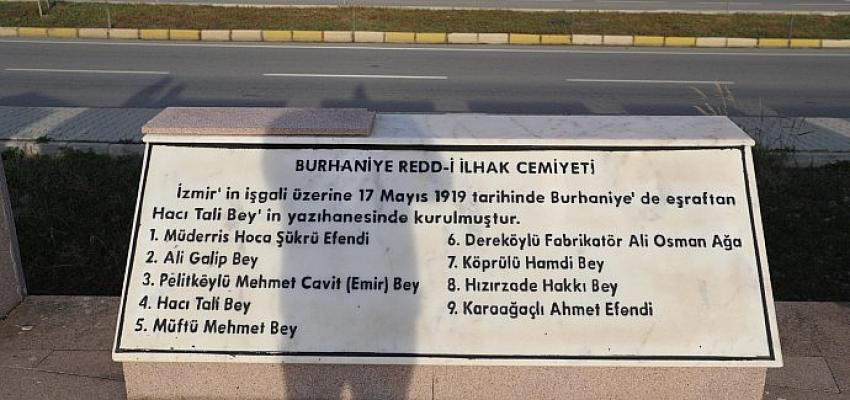 BURHANİYE REDD-İ İLHAK CEMİYETİ
İzmir' in işgali üzerine 17 Mayıs 1919 tarihinde Burhaniye' de eşraftan
Hacı Tali Bey' in yazıhanesinde kurulmuştur.
1. Müderris Hoca Şükrü Efendi
2. Ali Galip Bey
3. Pelitköylü Mehmet Cavit (Emir) Bey
4. Hacı Tali Bey
5. Müftü Mehmet Bey
6. Dereköylü Fabrikatör Ali Osman Ağa
7. Köprülü Hamdi Bey
8. Hızırzade Hakkı Bey
9. Karaağaçlı Ahmet Efendi